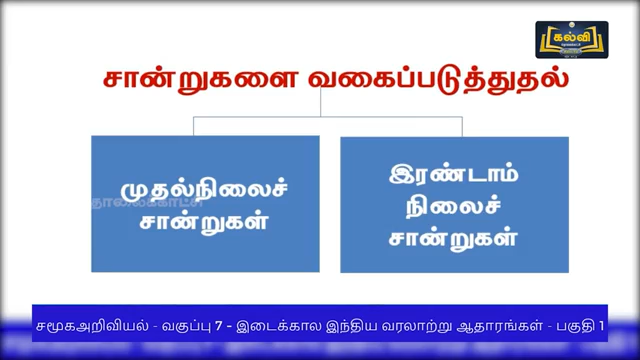 கல்வி
சான்றுகளை வகைப்படுத்துதல்
முதல்நிலைச்
சான்றுகள்
இரண்டாம்
நிலைச்
சான்றுகள்
சமூகஅறிவியல் - வகுப்பு 7 - இடைக்கால இந்திய வரலாற்று ஆதாரங்கள் - பகுதி 1